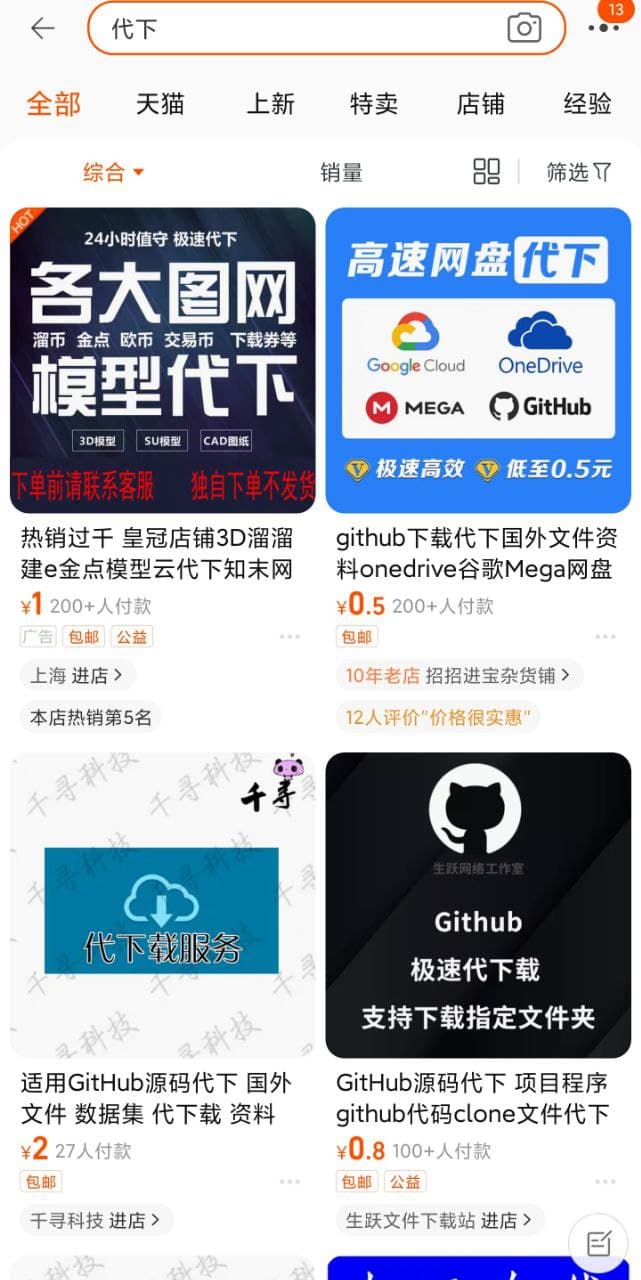 代下
13
全部 天猫 上新 特卖 店铺 经验
综合 销量 筛选
HOT
24小时值守 极速代下
各大图网
溜币 金点 欧币 交易币 下载券等
模型代下
3D模型 SU模型 CAD图纸
下单前请联系客服 独自下单不发货
热销过千 皇冠店铺3D溜溜
建e金点模型云代下知末网
¥1 200+人付款
广告 包邮 公益
上海 进店
本店热销第5名
高速网盘代下
Google Cloud OneDrive
MEGA GitHub
极速高效 低至0.5元
github下载代下国外文件资
料onedrive谷歌Mega网盘
¥0.5 200+人付款
包邮
10年老店 招招进宝杂货铺
12人评价"价格很实惠"
千寻
千寻科技
代下载服务
适用GitHub源码代下 国外
文件 数据集 代下载 资料
¥2 27人付款
包邮
千寻科技 进店
生跃网络工作室
Github
极速代下载
支持下载指定文件夹
GitHub源码代下 项目程序
github代码clone文件代下
¥0.8 100+人付款
包邮 公益
生跃文件下载站 进店